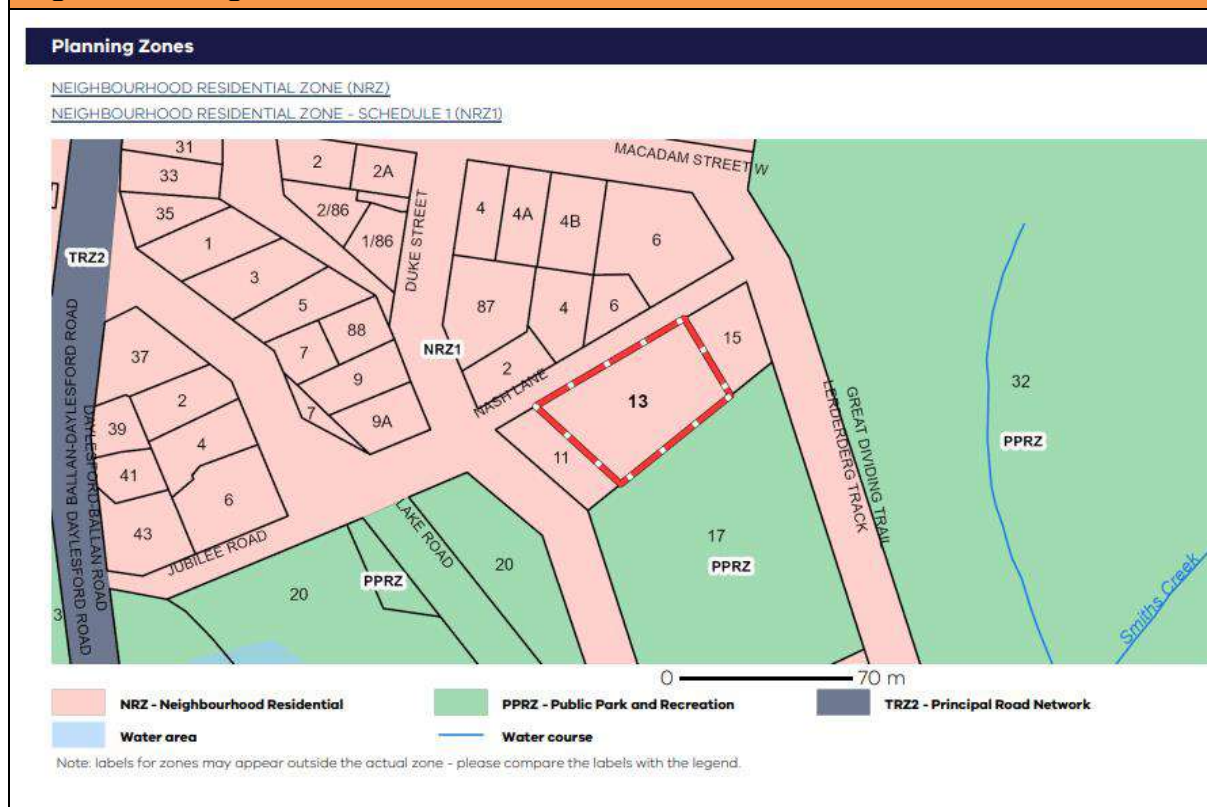 Planning Zones
NEIGHBOURHOOD RESIDENTIAL ZONE (NRZ)
NEIGHBOURHOOD RESIDENTIAL ZONE - SCHEDULE 1 (NRZ1)
31
33
35
1
3
5
7
88
9
7
9A
2
2A
2/86
1/86
DUKE STREET
MACADAM STREET W
4
4A
4B
6
87
4
6
2
NASH LANE
NRZ1
TRZ2
13
15
11
37
2
39
4
41
6
43
JUBILEE ROAD
DAYLESFORD-BALLAN ROAD
DAYLESFORD DAY BALLAN-DAYLESFORD ROAD
LAKE ROAD
20
PPRZ
20
3
17
PPRZ
LERDERDERG TRACK
GREAT DIVIDING TRAIL
32
PPRZ
Smiths Creek
0 70 m
NRZ - Neighbourhood Residential
PPRZ - Public Park and Recreation
TRZ2 - Principal Road Network
Water area
Water course
Note: labels for zones may appear outside the actual zone - please compare the labels with the legend.